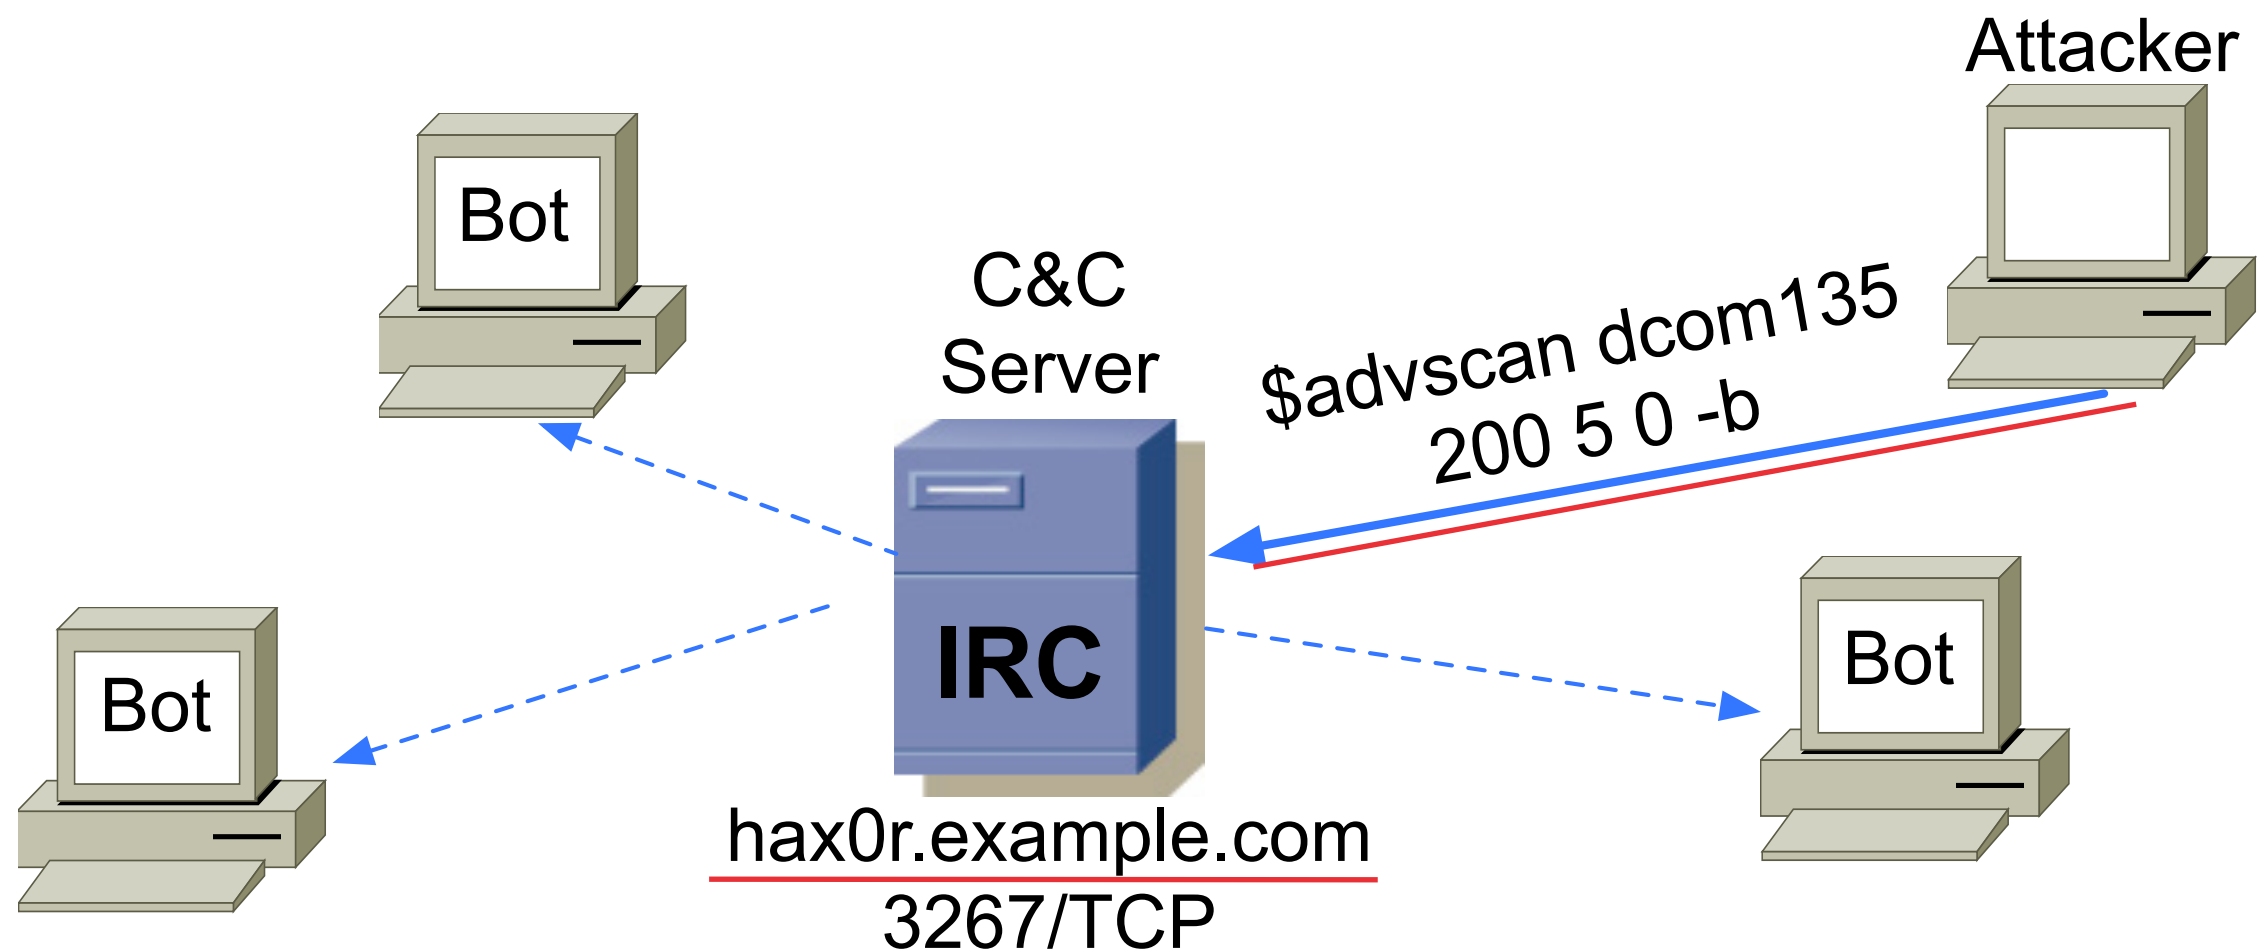 Attacker
Bot
C&C
Server
$advscan dcom135
200 5 0 -b
Bot
IRC
Bot
hax0r.example.com
3267/TCP